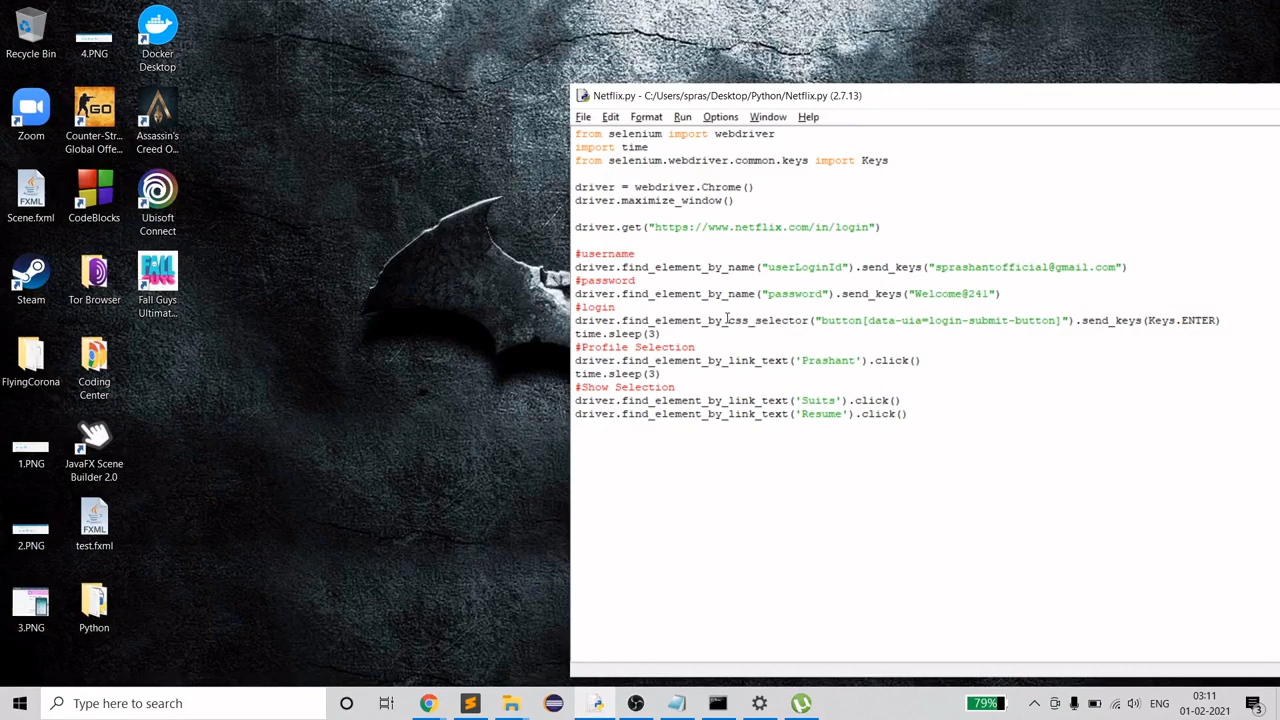 Recycle Bin
4.PNG
Docker
Desktop
Zoom
GO
Counter-Str...
Global Offe...
Assassin's
Creed O...
FXML
Scene.fxml
CodeBlocks
Ubisoft
Connect
Steam
Tor Browser
Fall Guys
Ultimat...
FlyingCorona
Coding
Center
1.PNG
JavaFX Scene
Builder 2.0
2.PNG
FXML
test.fxml
3.PNG
Python
Netflix.py - C:/Users/spras/Desktop/Python/Netflix.py (2.7.13)
File Edit Format Run Options Window Help
from selenium import webdriver
import time
from selenium.webdriver.common.keys import Keys
driver = webdriver.Chrome()
driver.maximize_window()
driver.get("https://www.netflix.com/in/login")
#username
driver.find_element_by_name("userLoginId").send_keys("sprashantofficial@gmail.com")
#password
driver.find_element_by_name("password").send_keys("Welcome@241")
#login
driver.find_element_by_css_selector("button[data-uia=login-submit-button]").send_keys(Keys.ENTER)
time.sleep(3)
#Profile Selection
driver.find_element_by_link_text('Prashant').click()
time.sleep(3)
#Show Selection
driver.find_element_by_link_text('Suits').click()
driver.find_element_by_link_text('Resume').click()
Type here to search
79%
ENG
03:11
01-02-2021
3